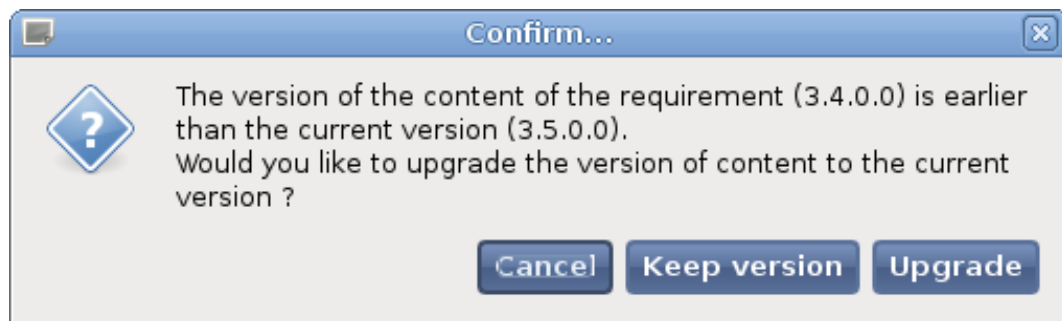 Confirm...
The version of the content of the requirement (3.4.0.0) is earlier
than the current version (3.5.0.0).
Would you like to upgrade the version of content to the current
version ?
Cancel Keep version Upgrade